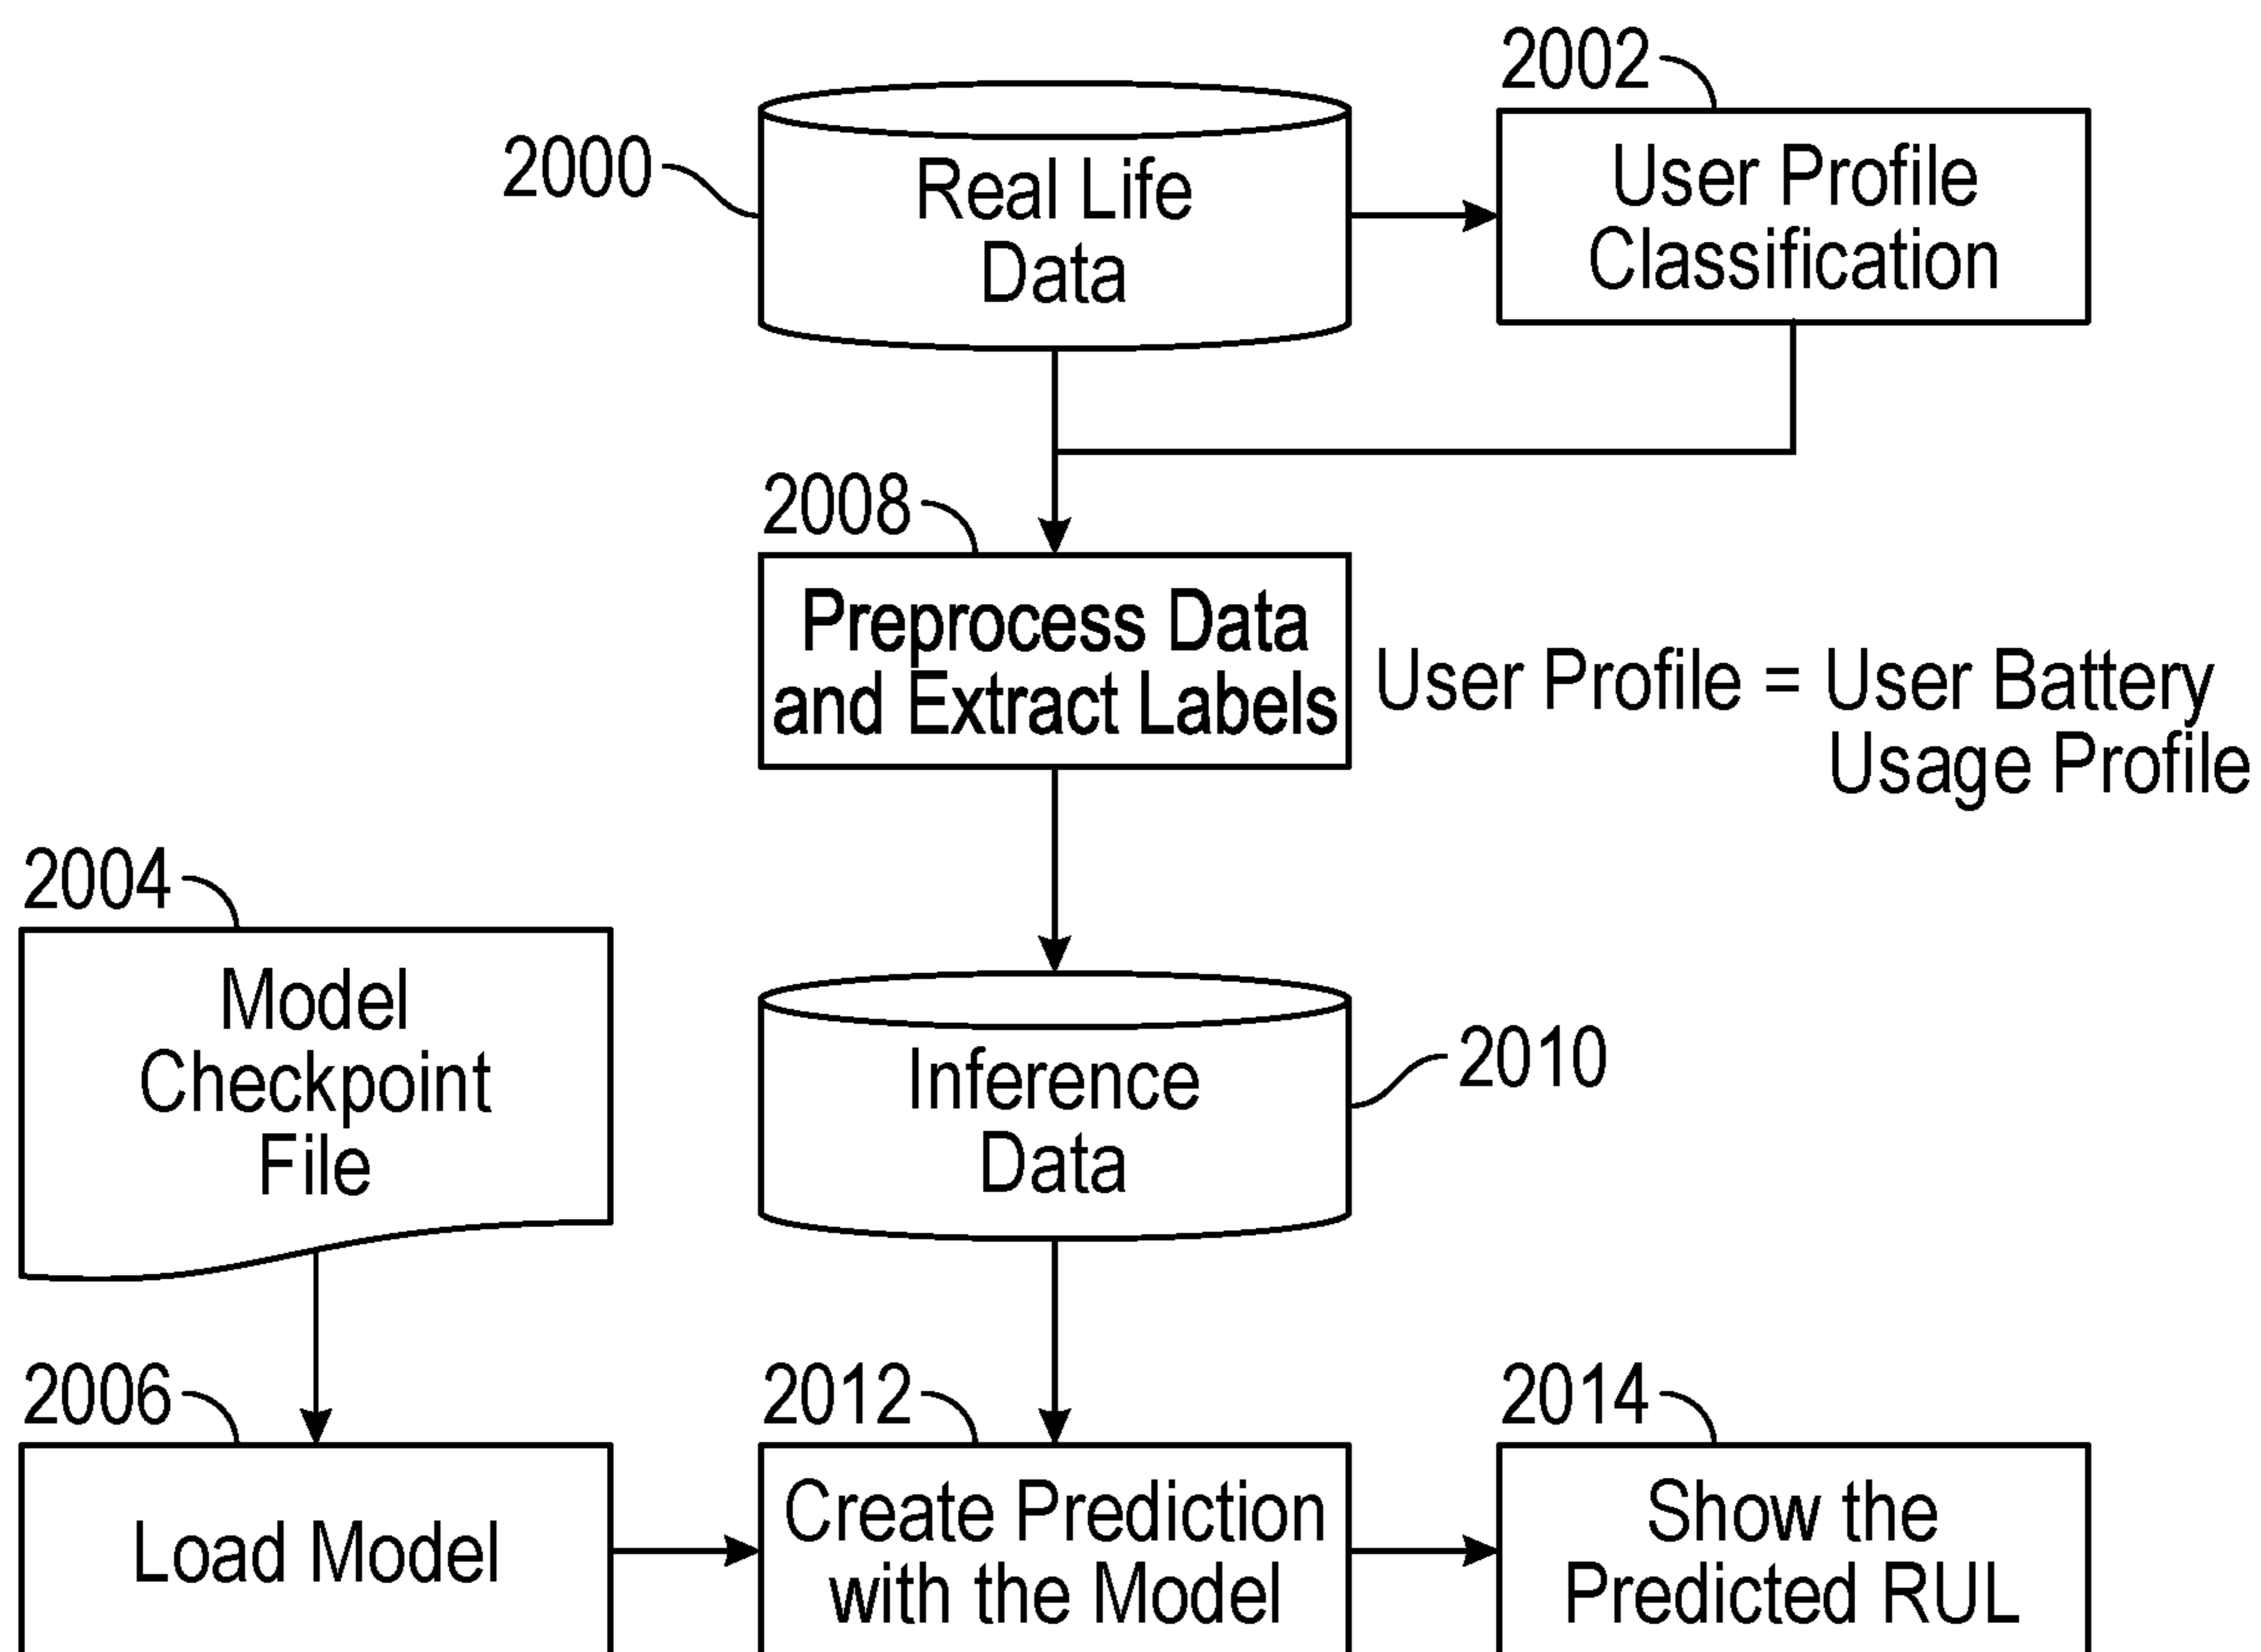 2002
2000
Real Life
Data
User Profile
Classification
2008
Preprocess Data
and Extract Labels
User Profile = User Battery
Usage Profile
2004
Model
Checkpoint
File
Inference
Data
2010
2006
Load Model
2012
Create Prediction
with the Model
2014
Show the
Predicted RUL